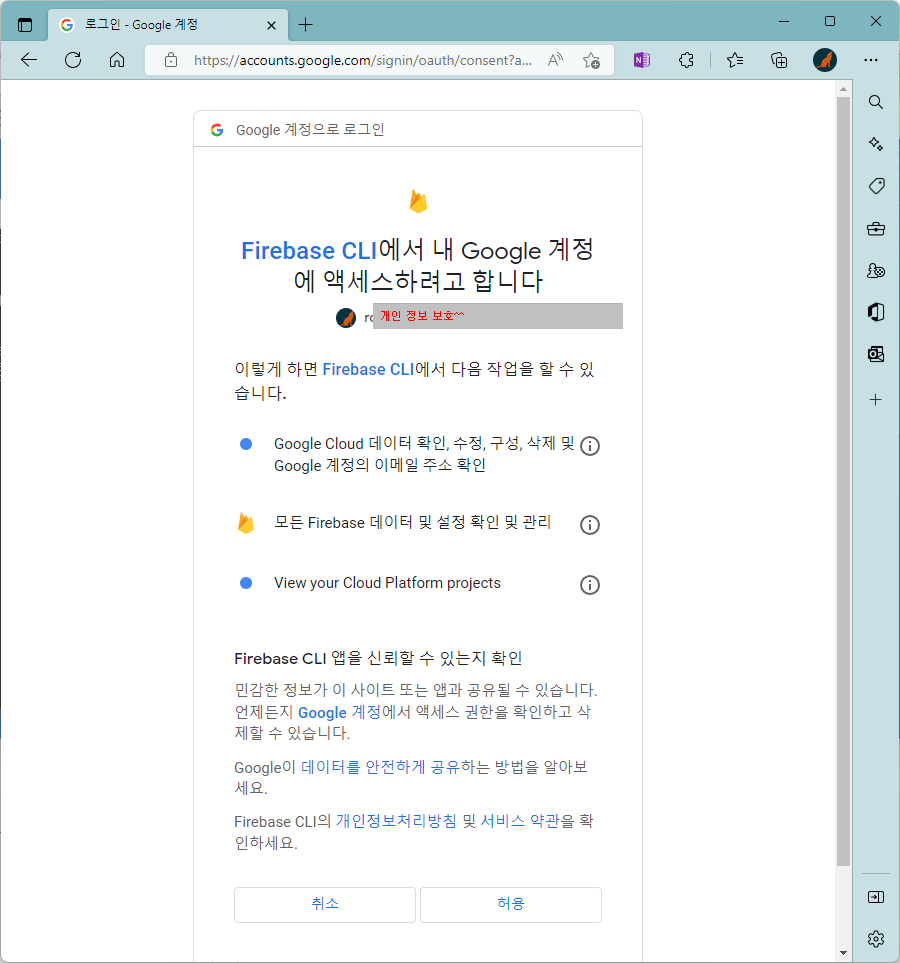 로그인 - Google 계정
https://accounts.google.com/signin/oauth/consent?a...
Google 계정으로 로그인
Firebase CLI에서 내 Google 계정
에 액세스하려고 합니다
개인 정보 보호^^
이렇게 하면 Firebase CLI에서 다음 작업을 할 수 있
습니다.
Google Cloud 데이터 확인, 수정, 구성, 삭제 및
Google 계정의 이메일 주소 확인
모든 Firebase 데이터 및 설정 확인 및 관리
View your Cloud Platform projects
Firebase CLI 앱을 신뢰할 수 있는지 확인
민감한 정보가 이 사이트 또는 앱과 공유될 수 있습니다.
언제든지 Google 계정에서 액세스 권한을 확인하고 삭
제할 수 있습니다.
Google이 데이터를 안전하게 공유하는 방법을 알아보
세요.
Firebase CLI의 개인정보처리방침 및 서비스 약관을 확
인하세요.
취소 허용